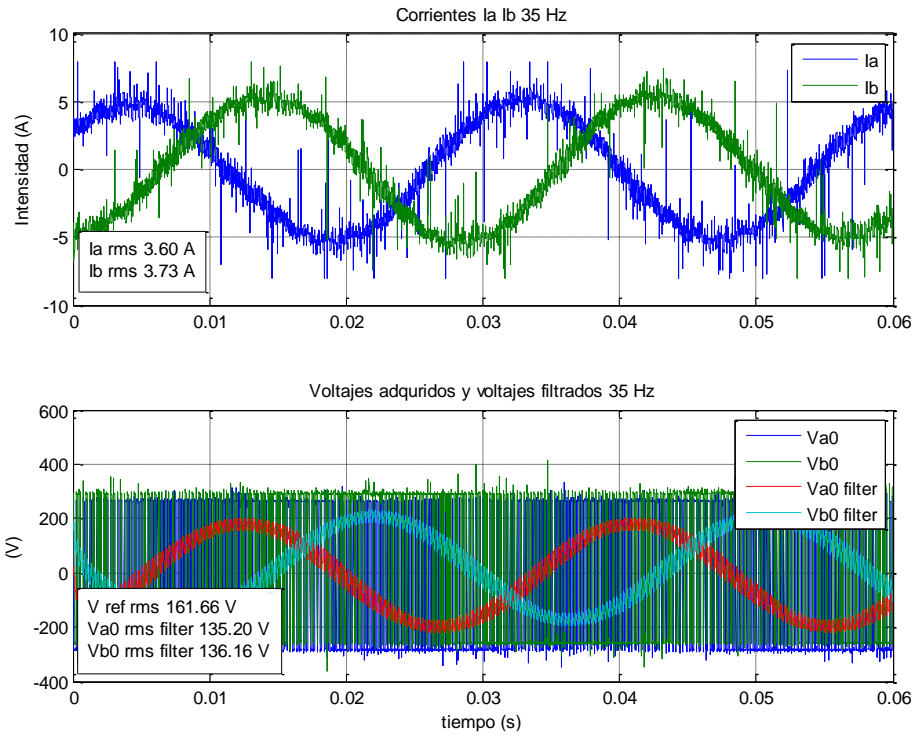 Corrientes Ia Ib 35 Hz
10
5
0
-5
-10
Intensidad (A)
Ia
Ib
Ia rms 3.60 A
Ib rms 3.73 A
0
0.01
0.02
0.03
0.04
0.05
0.06
Voltajes adquridos y voltajes filtrados 35 Hz
600
400
200
0
-200
-400
(V)
Va0
Vb0
Va0 filter
Vb0 filter
V ref rms 161.66 V
Va0 rms filter 135.20 V
Vb0 rms filter 136.16 V
0
0.01
0.02
0.03
0.04
0.05
0.06
tiempo (s)